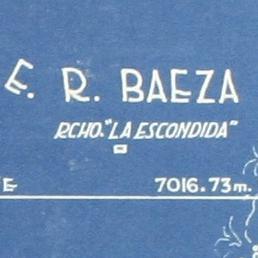 E. R. BAEZA
RCHO. "LA ESCONDIDA"
E 7016.73m.